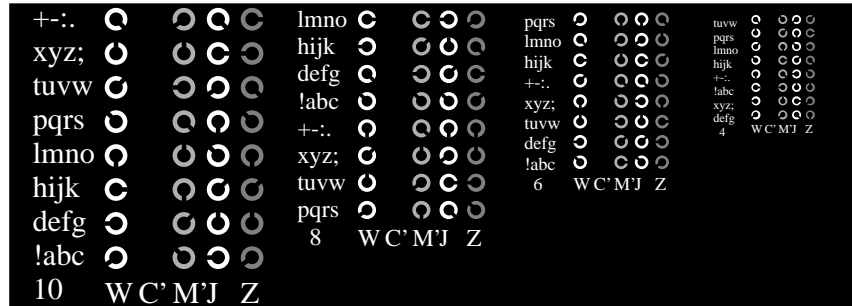 +-:.
xyz;
tuvw
pqrs
lmno
hijk
defg
!abc
10 W C' M'J Z
lmno
hijk
defg
!abc
+-:.
xyz;
tuvw
pqrs
8 W C' M'J Z
pqrs
lmno
hijk
+-:.
xyz;
tuvw
defg
!abc
6 W C' M'J Z
tuvw
pqrs
lmno
hijk
+-:.
!abc
xyz;
defg
4 W C' M'J Z